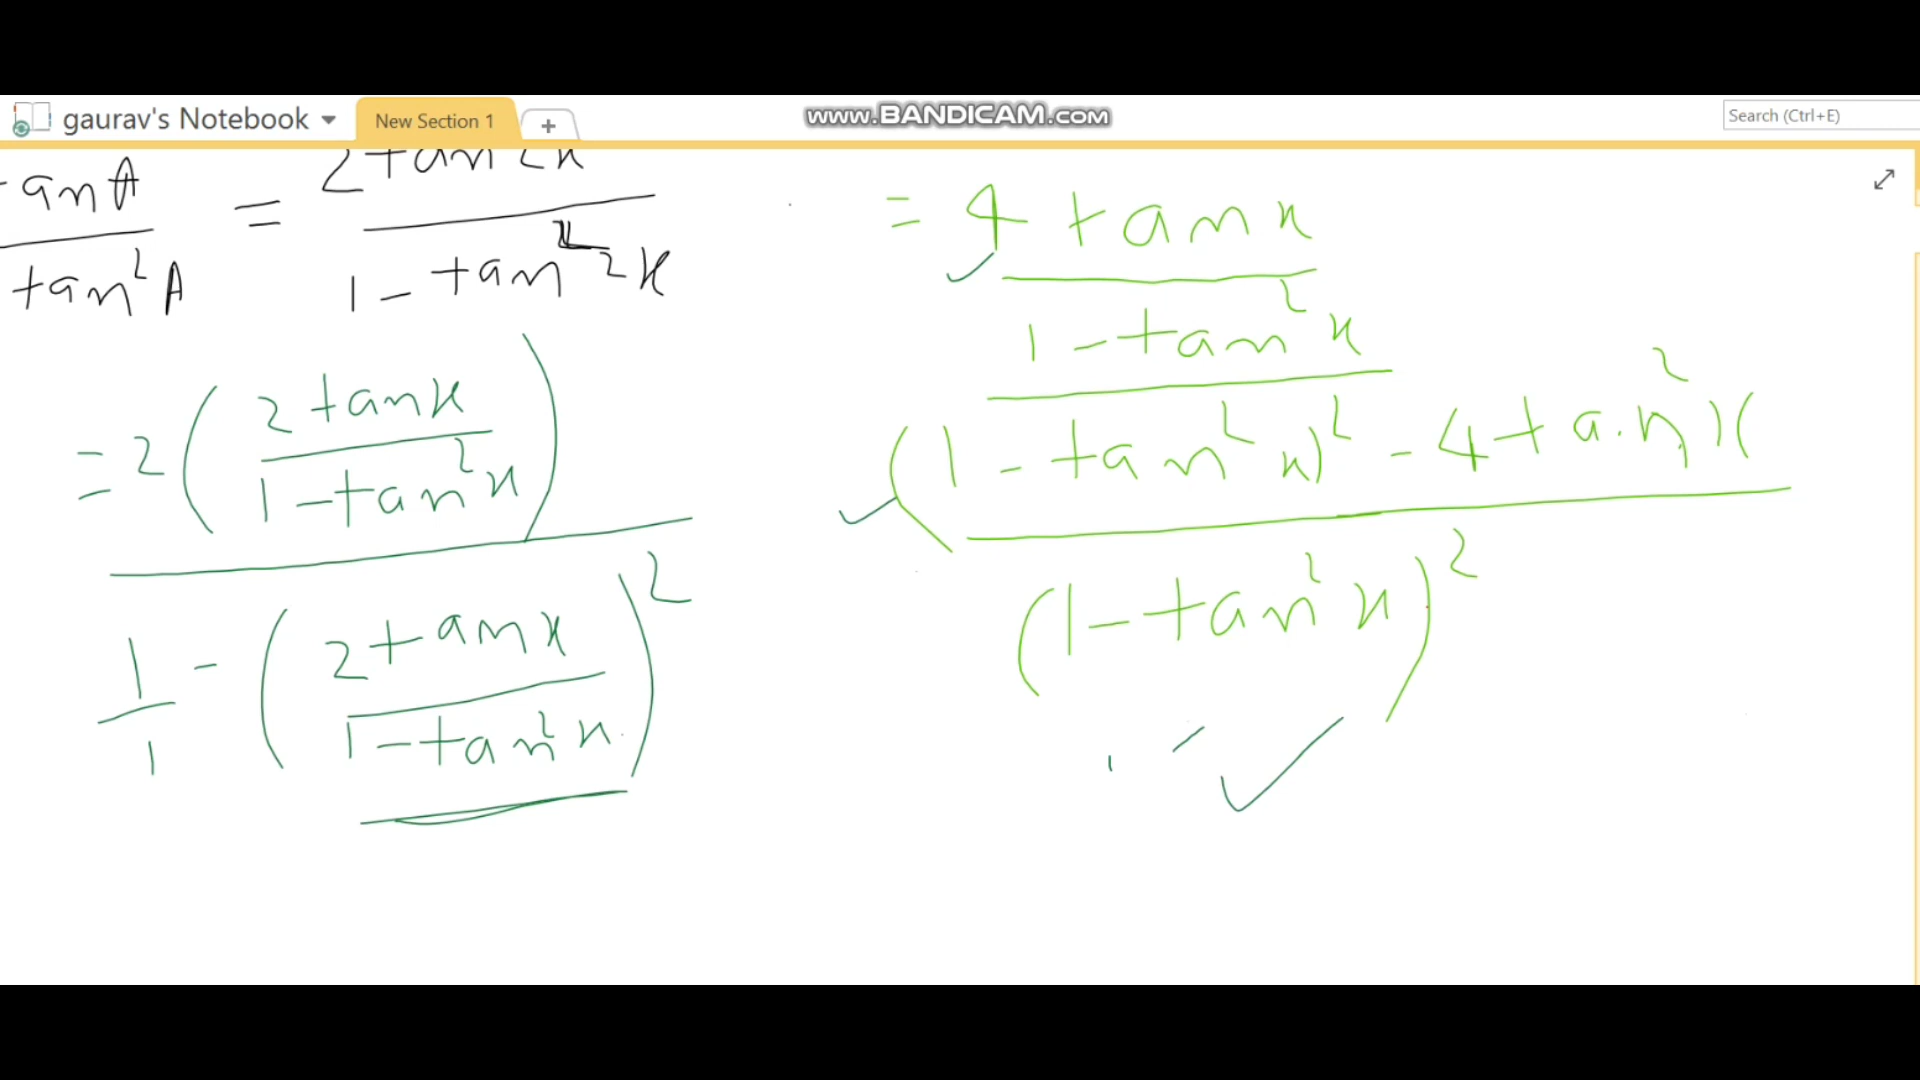 gaurav's Notebook
New Section 1
+
www.BANDICAM.com
Search (Ctrl+E)
tan A = 2 tan 2x
tan² A 1 - tan² 2x
= 2 ( 2 tan x
1 - tan² x )
1 - ( 2 tan x ) ²
1 1 - tan² x
= 4 tan x
1 - tan² x
(1 - tan² x)² - 4 tan² x
(1 - tan² x)²